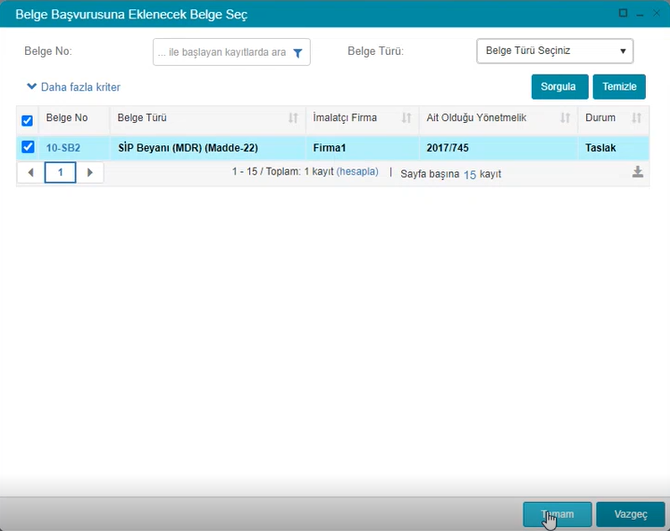 Belge Başvurusuna Eklenecek Belge Seç
Belge No: ... ile başlayan kayıtlarda ara Belge Türü: Belge Türü Seçiniz
Daha fazla kriter Sorgula Temizle
Belge No Belge Türü İmalatçı Firma Ait Olduğu Yönetmelik Durum
10-SB2 SİP Beyanı (MDR) (Madde-22) Firma1 2017/745 Taslak
1 1 - 15 / Toplam: 1 kayıt (hesapla) | Sayfa başına 15 kayıt
Tamam Vazgeç